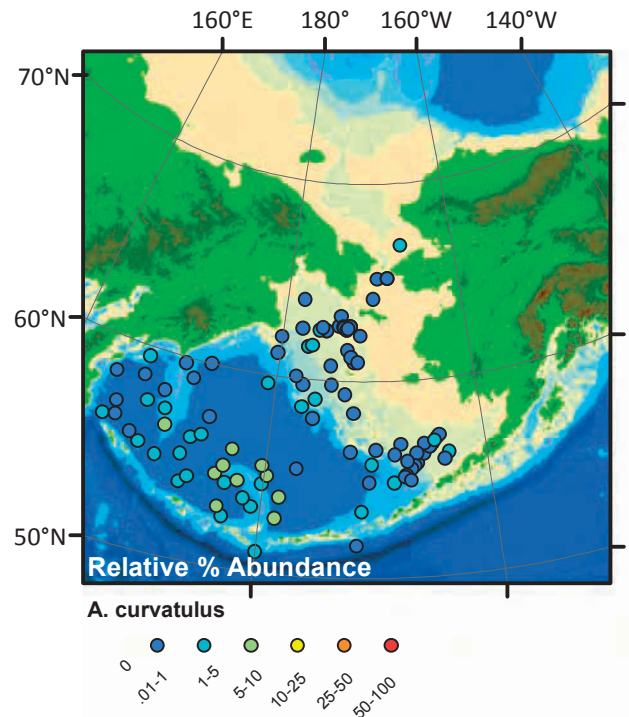 160°E 180° 160°W 140°W
70°N
60°N
50°N
Relative % Abundance
A. curvatulus
0 .01-1 1-5 5-10 10-25 25-50 50-100